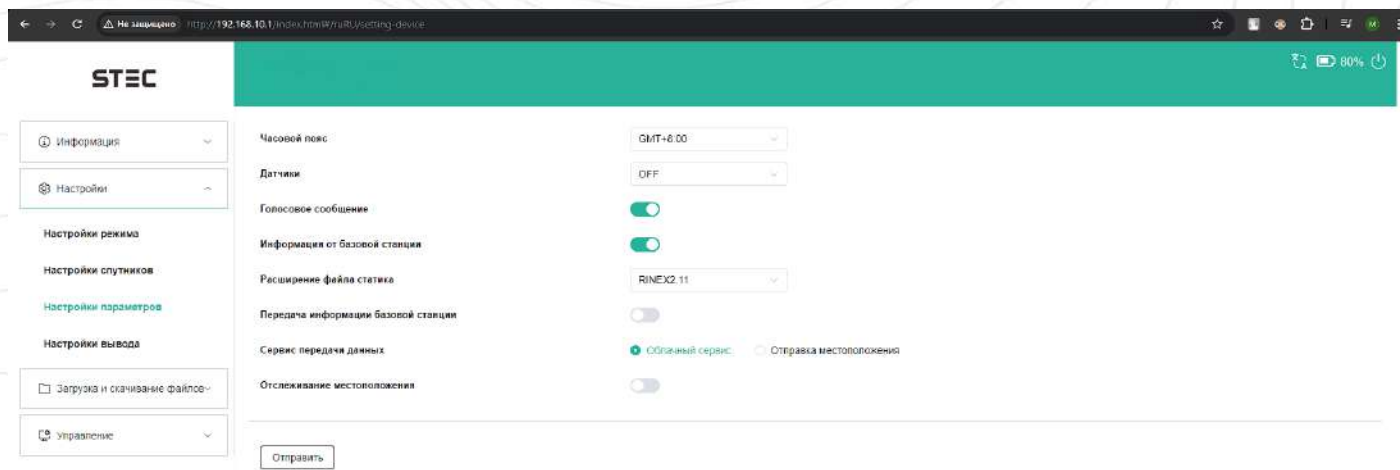 Не защищено http://192.168.10.1/index.html#/ruRU/setting-device
M
STEC
80%
Информация
Настройки
Настройки режима
Настройки спутников
Настройки параметров
Настройки вывода
Загрузка и скачивание файлов
Управление
Часовой пояс GMT+8:00
Датчики OFF
Голосовое сообщение
Информация от базовой станции
Расширение файла статика RINEX2.11
Передача информации базовой станции
Сервис передачи данных Облачный сервис Отправка местоположения
Отслеживание местоположения
Отправить